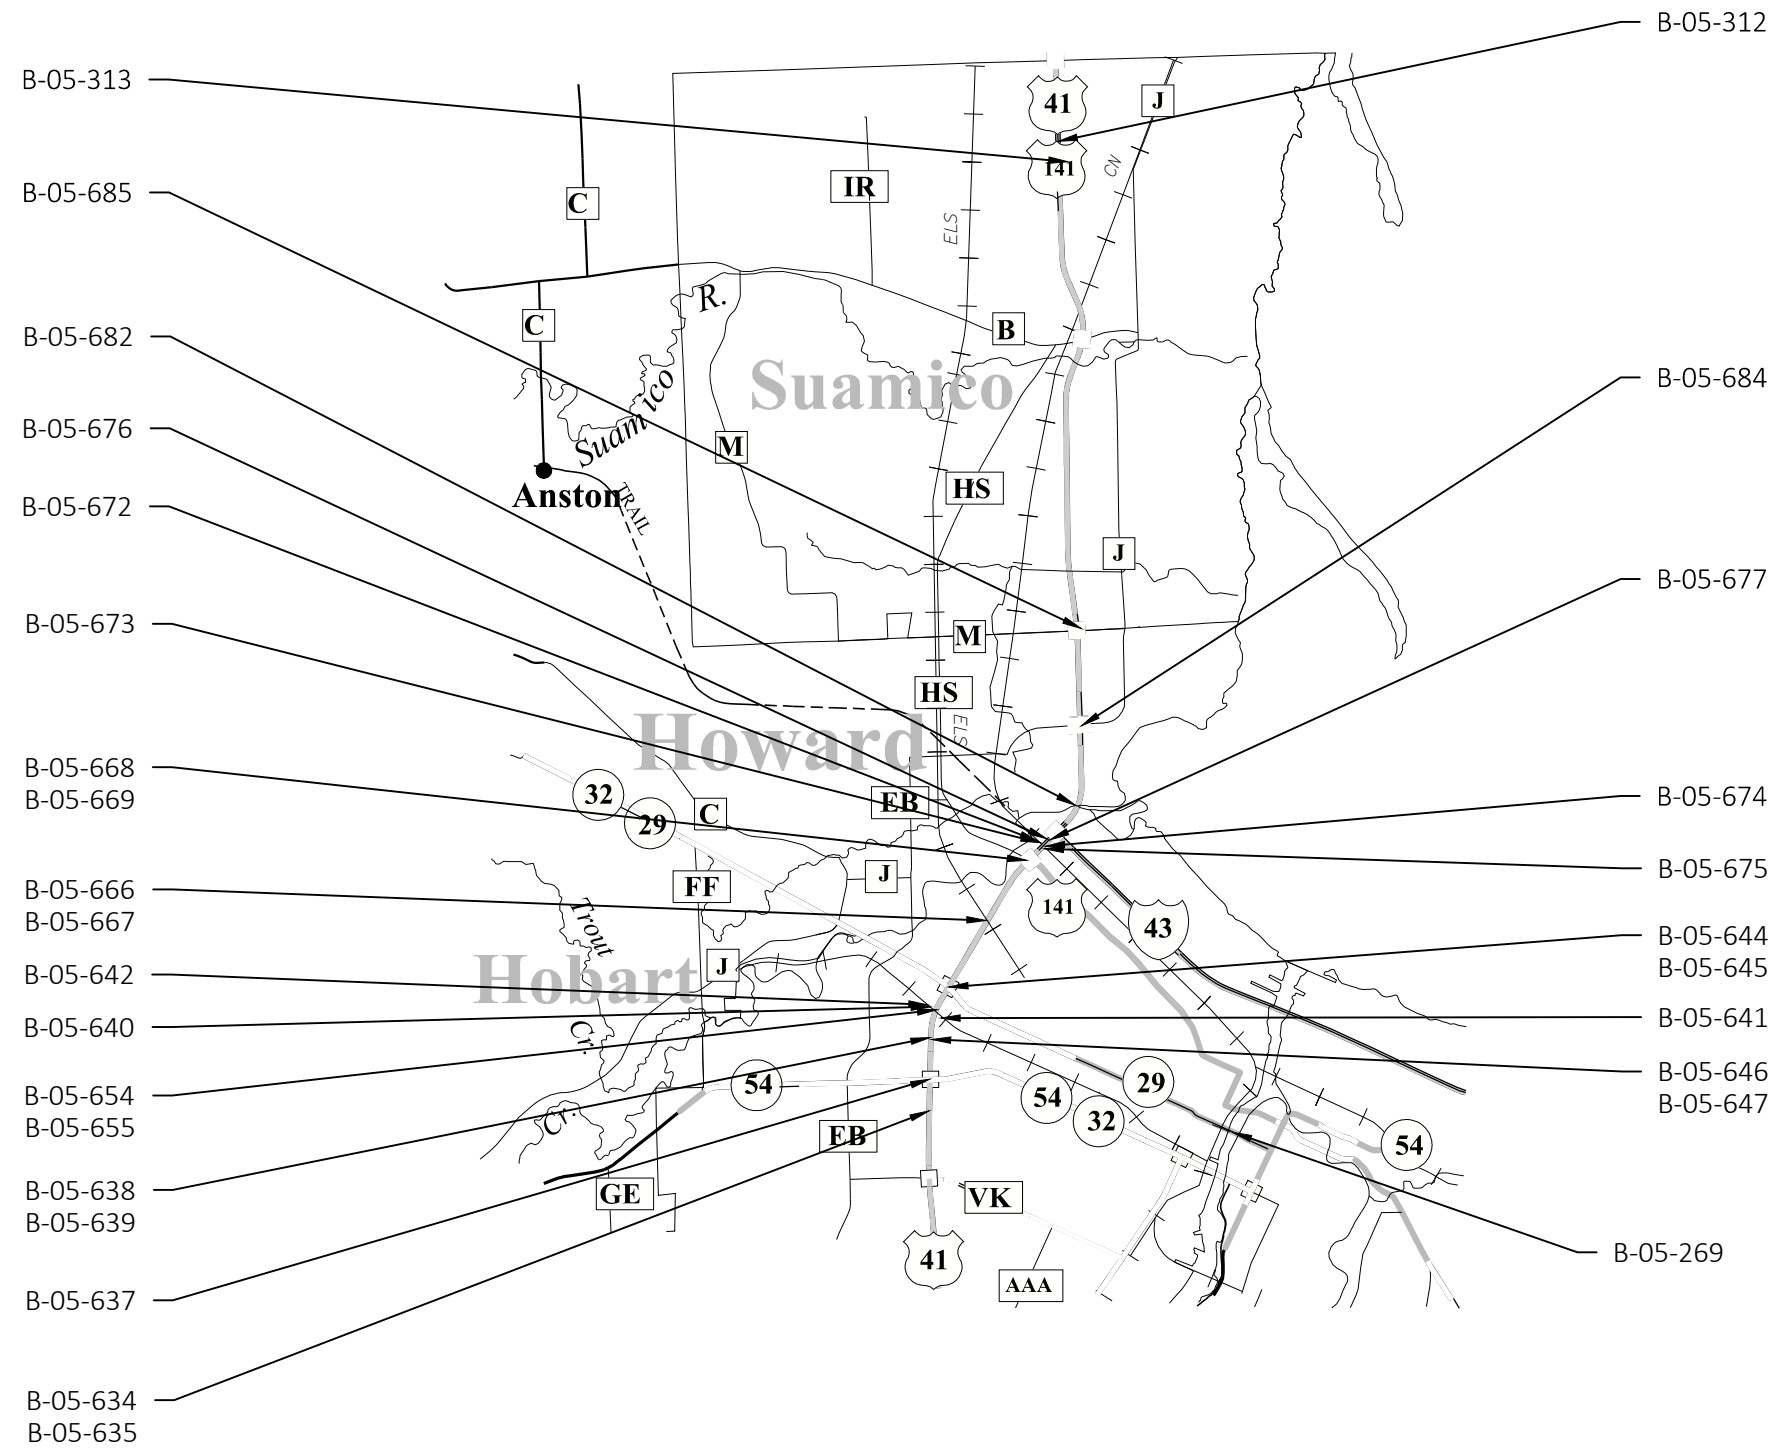 B-05-312
B-05-313
41
J
141
CN
B-05-685
IR
C
ELS
R.
C
B
B-05-682
Suamico
B-05-684
Suamico
B-05-676
M
HS
Anston
TRAIL
B-05-672
J
B-05-677
B-05-673
M
HS
ELS
Howard
B-05-668
B-05-669
32
29
C
EB
B-05-674
B-05-675
B-05-666
B-05-667
FF
J
141
43
Trout
B-05-644
B-05-645
B-05-642
Hobart
J
B-05-640
Cr.
B-05-641
B-05-654
B-05-655
54
29
54
32
B-05-646
B-05-647
Cr.
EB
54
B-05-638
B-05-639
GE
VK
41
B-05-269
AAA
B-05-637
B-05-634
B-05-635